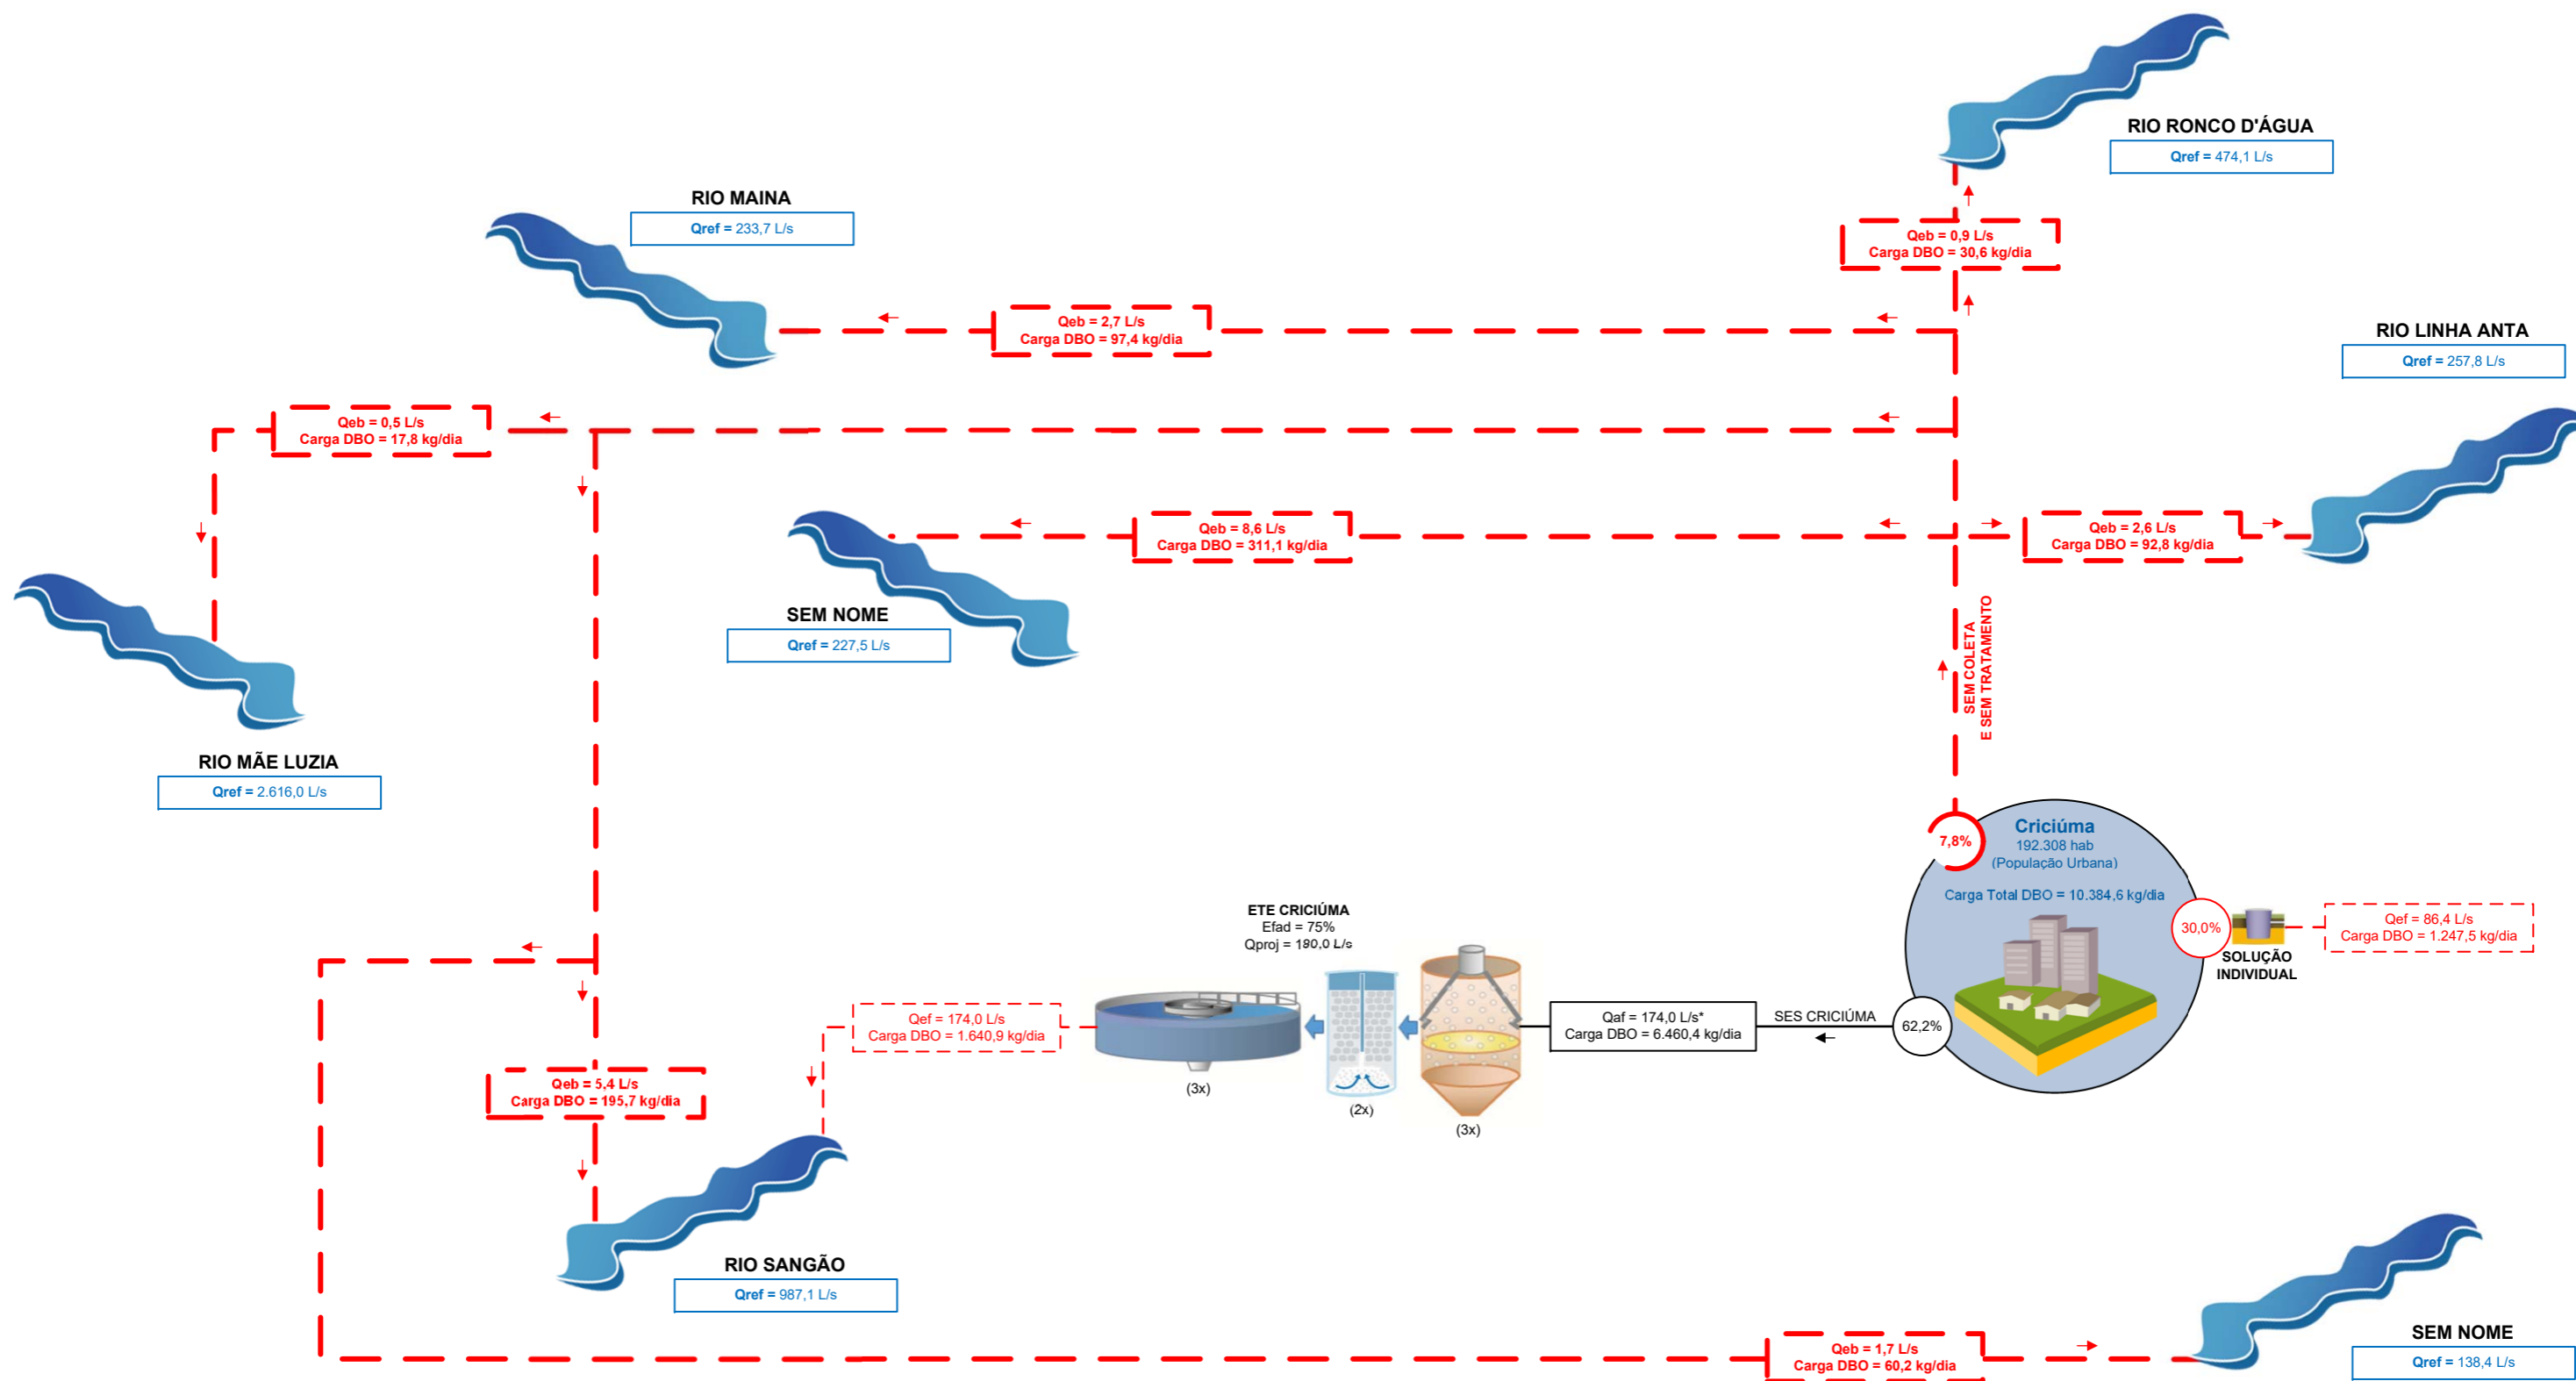 RIO RONCO D'ÁGUA
Qref = 474,1 L/s
RIO MAINA
Qref = 233,7 L/s
Qeb = 0,9 L/s
Carga DBO = 30,6 kg/dia
Qeb = 2,7 L/s
Carga DBO = 97,4 kg/dia
RIO LINHA ANTA
Qref = 257,8 L/s
Qeb = 0,5 L/s
Carga DBO = 17,8 kg/dia
Qeb = 8,6 L/s
Carga DBO = 311,1 kg/dia
Qeb = 2,6 L/s
Carga DBO = 92,8 kg/dia
SEM NOME
Qref = 227,5 L/s
SEM COLETA
E SEM TRATAMENTO
RIO MÃE LUZIA
Qref = 2.616,0 L/s
7,8%
Criciúma
192.308 hab
(População Urbana)
Carga Total DBO = 10.384,6 kg/dia
30,0%
SOLUÇÃO
INDIVIDUAL
Qef = 86,4 L/s
Carga DBO = 1.247,5 kg/dia
ETE CRICIÚMA
Efad = 75%
Qproj = 190,0 L/s
Qef = 174,0 L/s
Carga DBO = 1.640,9 kg/dia
(3x)
(2x)
(3x)
Qaf = 174,0 L/s*
Carga DBO = 6.460,4 kg/dia
SES CRICIÚMA
62,2%
Qeb = 5,4 L/s
Carga DBO = 195,7 kg/dia
RIO SANGÃO
Qref = 987,1 L/s
Qeb = 1,7 L/s
Carga DBO = 60,2 kg/dia
SEM NOME
Qref = 138,4 L/s